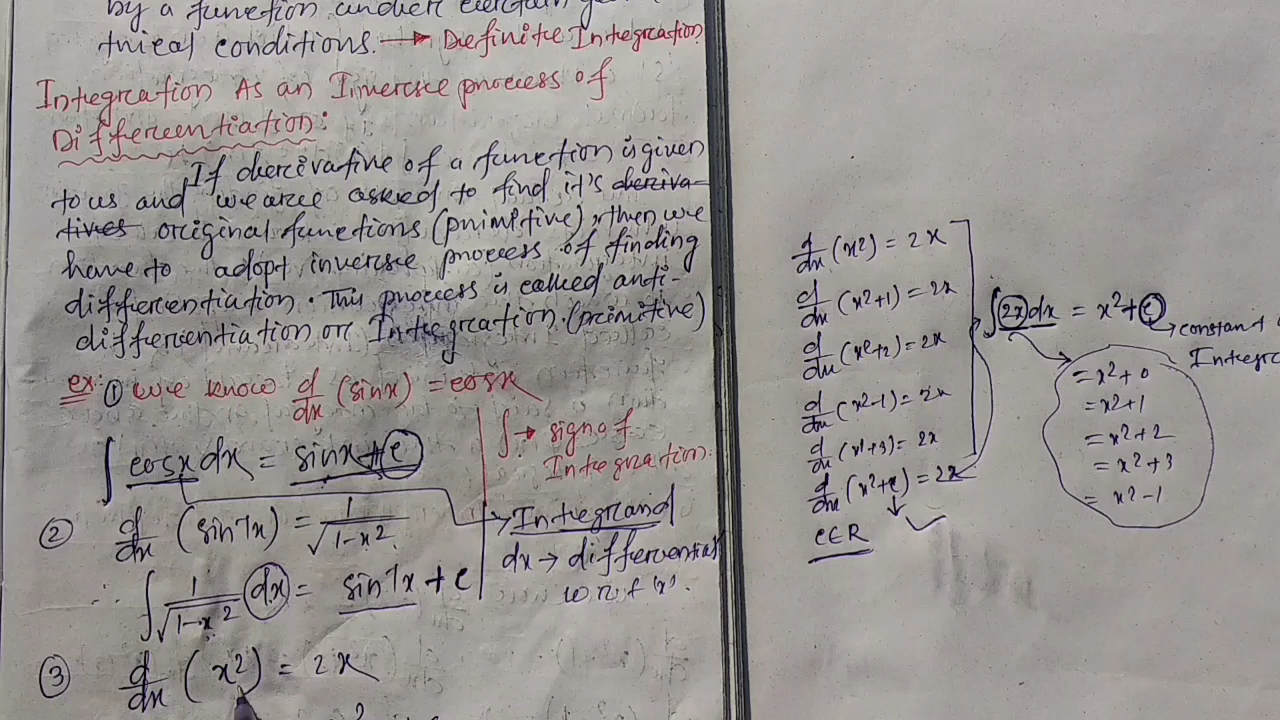 by a function under certain
trical conditions. → Definite Integration
Integration As an Inverse process of
Differentiation:
If derivative of a function is given
to us and we are asked to find it's deriva-
tives original functions (primitive), then we
have to adopt inverse process of finding
differentiation. This process is called anti-
differentiation or Integration. (primitive)
ex: ① we know d/dx (sinx) = cosx
∫ cosx dx = sinx + c
∫ → sign of
Integration.
② d/dx (sin⁻¹x) = 1/√1-x²
→ Integrand
dx → differential
w.r.t 'x'.
∴ ∫ 1/√1-x² dx = sin⁻¹x + c
③ d/dx (x²) = 2x
d/dx (x²) = 2x
d/dx (x²+1) = 2x
d/dx (x²+2) = 2x
d/dx (x²-1) = 2x
d/dx (x²+3) = 2x
d/dx (x²+c) = 2x
c∈R
∫ 2x dx = x² + c
→ constant
Integr
= x²+0
= x²+1
= x²+2
= x²+3
= x²-1